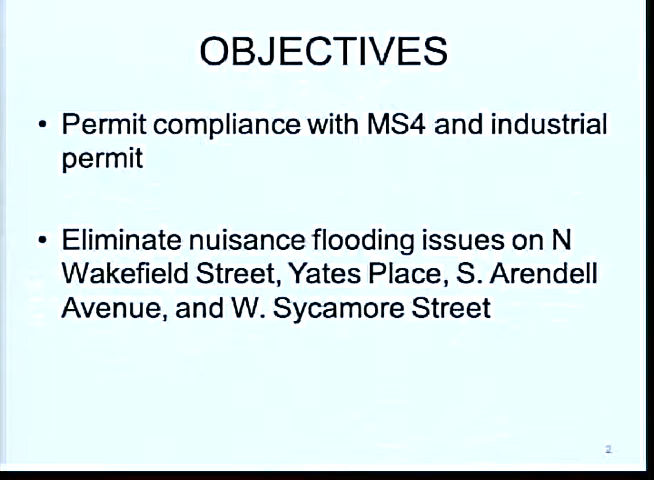 OBJECTIVES
• Permit compliance with MS4 and industrial
permit
• Eliminate nuisance flooding issues on N
Wakefield Street, Yates Place, S. Arendell
Avenue, and W. Sycamore Street
2